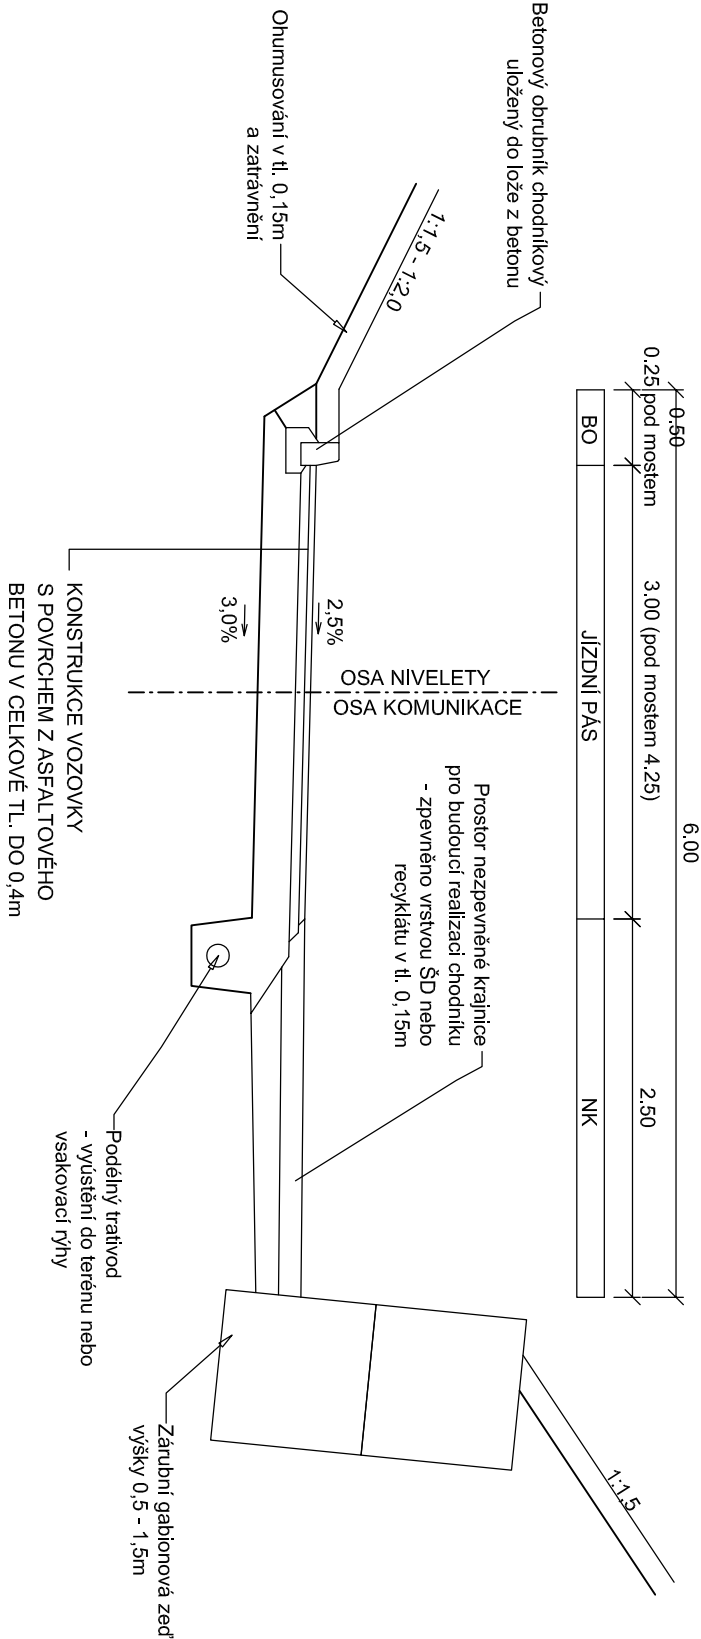 6.00
0.50
0.25 pod mostem
3.00 (pod mostem 4.25)
2.50
BO
JÍZDNÍ PÁS
NK
Betonový obrubník chodníkový
uložený do lože z betonu
1:1,5 - 1:2,0
Ohumusování v tl. 0,15m
a zatrávnění
OSA NIVELETY
OSA KOMUNIKACE
2,5%
3,0%
Prostor nezpevněné krajnice
pro budoucí realizaci chodníku
- zpevněno vrstvou ŠD nebo
recyklátu v tl. 0,15m
1:1,5
KONSTRUKCE VOZOVKY
S POVRCHEM Z ASFALTOVÉHO
BETONU V CELKOVÉ TL. DO 0,4m
Podélný trativod
- vyústění do terénu nebo
vsakovací rýhy
Zárubní gabionová zeď
výšky 0,5 - 1,5m